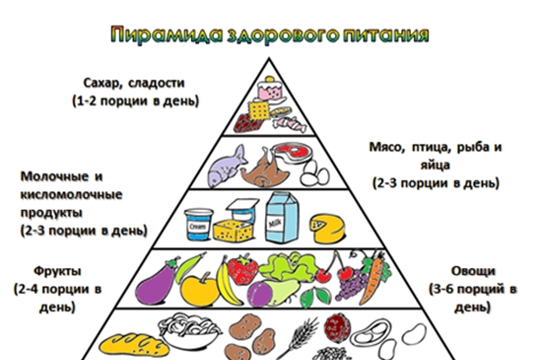 Пирамида здорового питания
Сахар, сладости
(1-2 порции в день)
Мясо, птица, рыба и
яйца
(2-3 порции в день)
Молочные и
кисломолочные
продукты
(2-3 порции в день)
Cream
Milk
Фрукты
(2-4 порции в
день)
Овощи
(3-6 порций в
день)